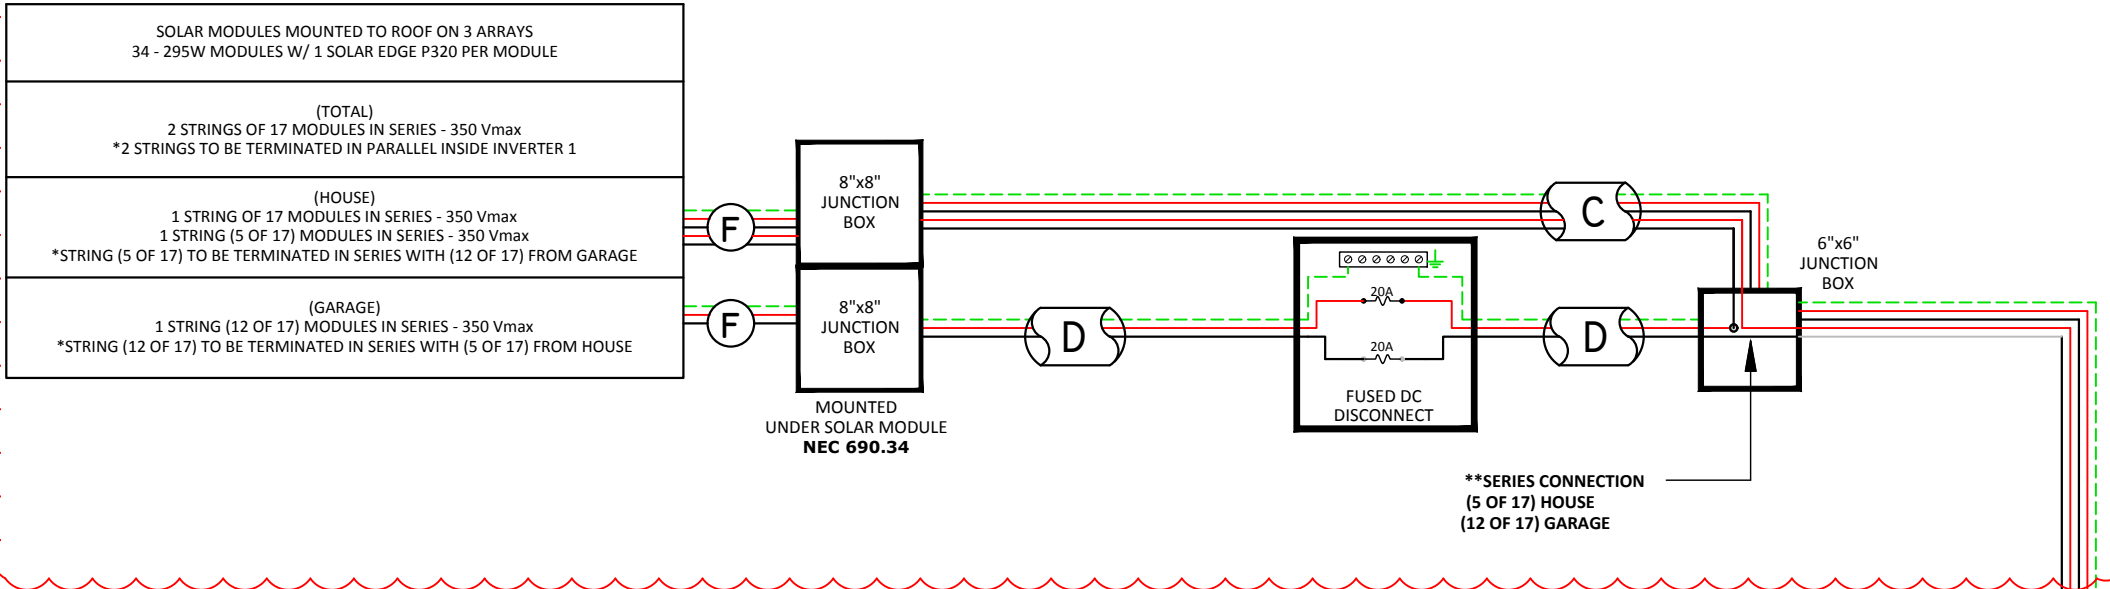 SOLAR MODULES MOUNTED TO ROOF ON 3 ARRAYS
34 - 295W MODULES W/ 1 SOLAR EDGE P320 PER MODULE
(TOTAL)
2 STRINGS OF 17 MODULES IN SERIES - 350 Vmax
*2 STRINGS TO BE TERMINATED IN PARALLEL INSIDE INVERTER 1
(HOUSE)
1 STRING OF 17 MODULES IN SERIES - 350 Vmax
1 STRING (5 OF 17) MODULES IN SERIES - 350 Vmax
*STRING (5 OF 17) TO BE TERMINATED IN SERIES WITH (12 OF 17) FROM GARAGE
(GARAGE)
1 STRING (12 OF 17) MODULES IN SERIES - 350 Vmax
*STRING (12 OF 17) TO BE TERMINATED IN SERIES WITH (5 OF 17) FROM HOUSE
F
F
8"x8"
JUNCTION
BOX
8"x8"
JUNCTION
BOX
MOUNTED
UNDER SOLAR MODULE
NEC 690.34
D
20A
20A
FUSED DC
DISCONNECT
C
D
6"x6"
JUNCTION
BOX
**SERIES CONNECTION
(5 OF 17) HOUSE
(12 OF 17) GARAGE